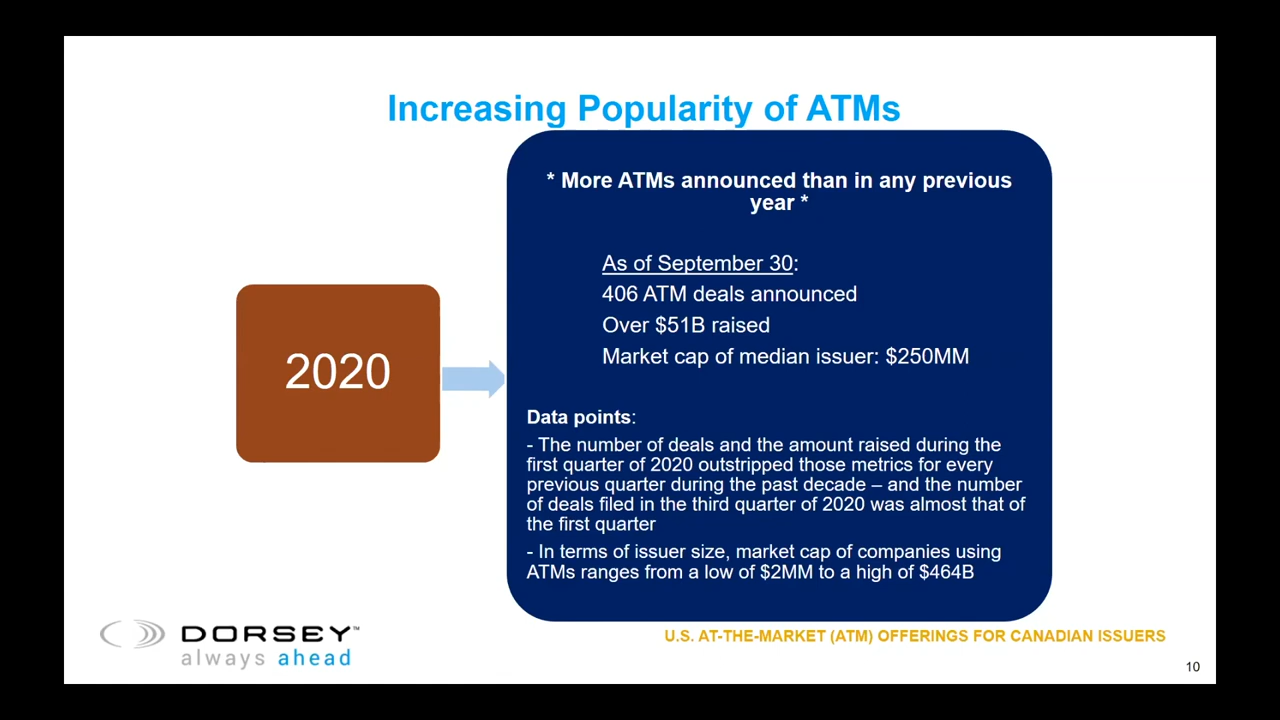 Increasing Popularity of ATMs
* More ATMs announced than in any previous
year *
As of September 30:
406 ATM deals announced
Over $51B raised
Market cap of median issuer: $250MM
2020
Data points:
- The number of deals and the amount raised during the
first quarter of 2020 outstripped those metrics for every
previous quarter during the past decade – and the number
of deals filed in the third quarter of 2020 was almost that of
the first quarter
- In terms of issuer size, market cap of companies using
ATMs ranges from a low of $2MM to a high of $464B
DORSEY™
always ahead
U.S. AT-THE-MARKET (ATM) OFFERINGS FOR CANADIAN ISSUERS
10